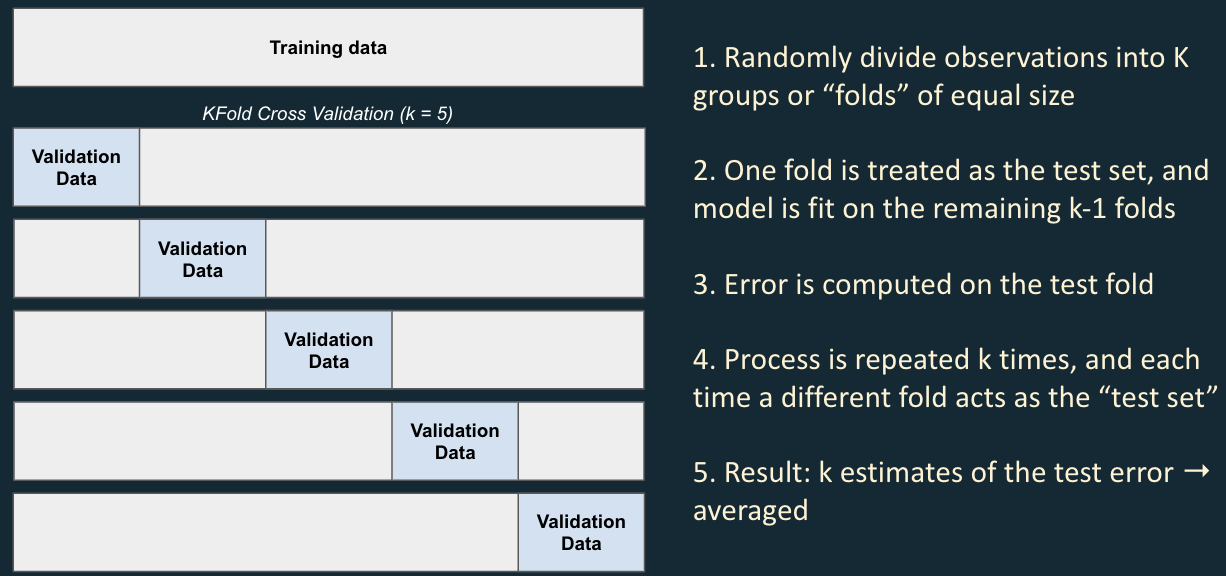 Training data
KFold Cross Validation (k = 5)
Validation
Data
Validation
Data
Validation
Data
Validation
Data
Validation
Data
1. Randomly divide observations into K
groups or “folds” of equal size
2. One fold is treated as the test set, and
model is fit on the remaining k-1 folds
3. Error is computed on the test fold
4. Process is repeated k times, and each
time a different fold acts as the “test set”
5. Result: k estimates of the test error →
averaged